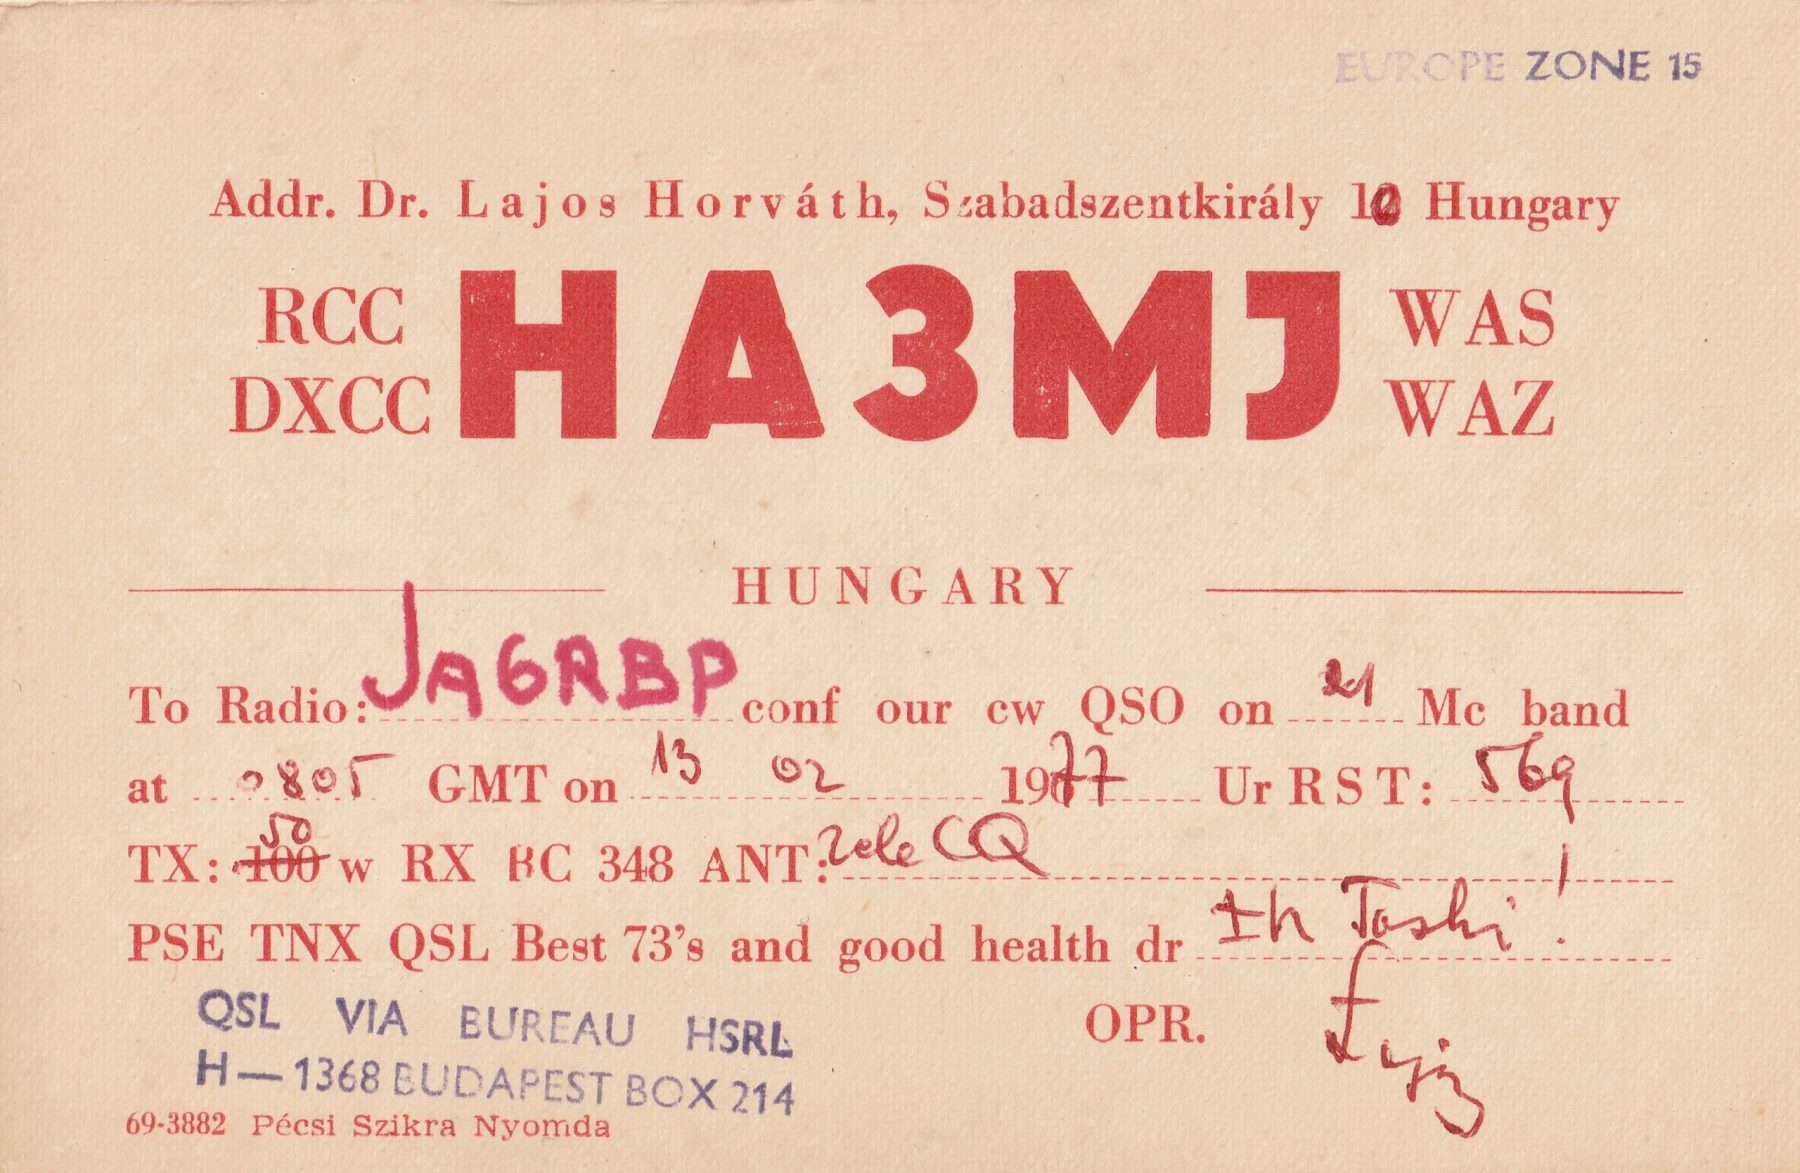 EUROPE ZONE 15
Addr. Dr. Lajos Horváth, Szabadszentkirály Hungary
RCC HA3MJ WAS
DXCC WAZ
HUNGARY
To Radio: JA6RBP conf our cw QSO on 21 Mc band
at 0805 GMT on 13 02 1977 Ur RST: 569
TX: 50 w RX BC 348 ANT: CQ
PSE TNX QSL Best 73's and good health dr Toshi !
QSL VIA BUREAU HSRL OPR.
H — 1368 BUDAPEST BOX 214
69-3882 Pécsi Szikra Nyomda